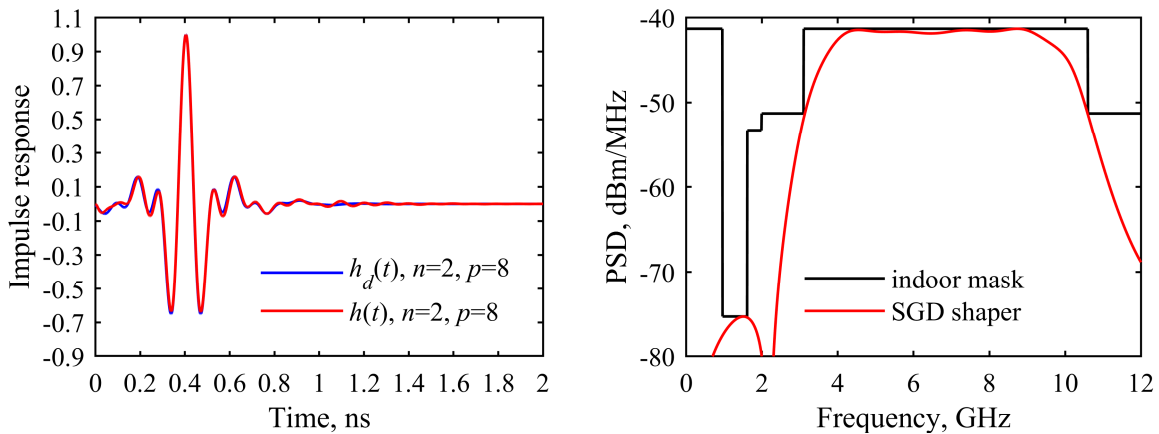 1.1
0.9
0.7
0.5
0.3
0.1
-0.1
-0.3
-0.5
-0.7
-0.9
Impulse response
h_d(t), n=2, p=8
h(t), n=2, p=8
0 0.2 0.4 0.6 0.8 1 1.2 1.4 1.6 1.8 2
Time, ns
-40
-50
-60
-70
-80
PSD, dBm/MHz
indoor mask
SGD shaper
0 2 4 6 8 10 12
Frequency, GHz